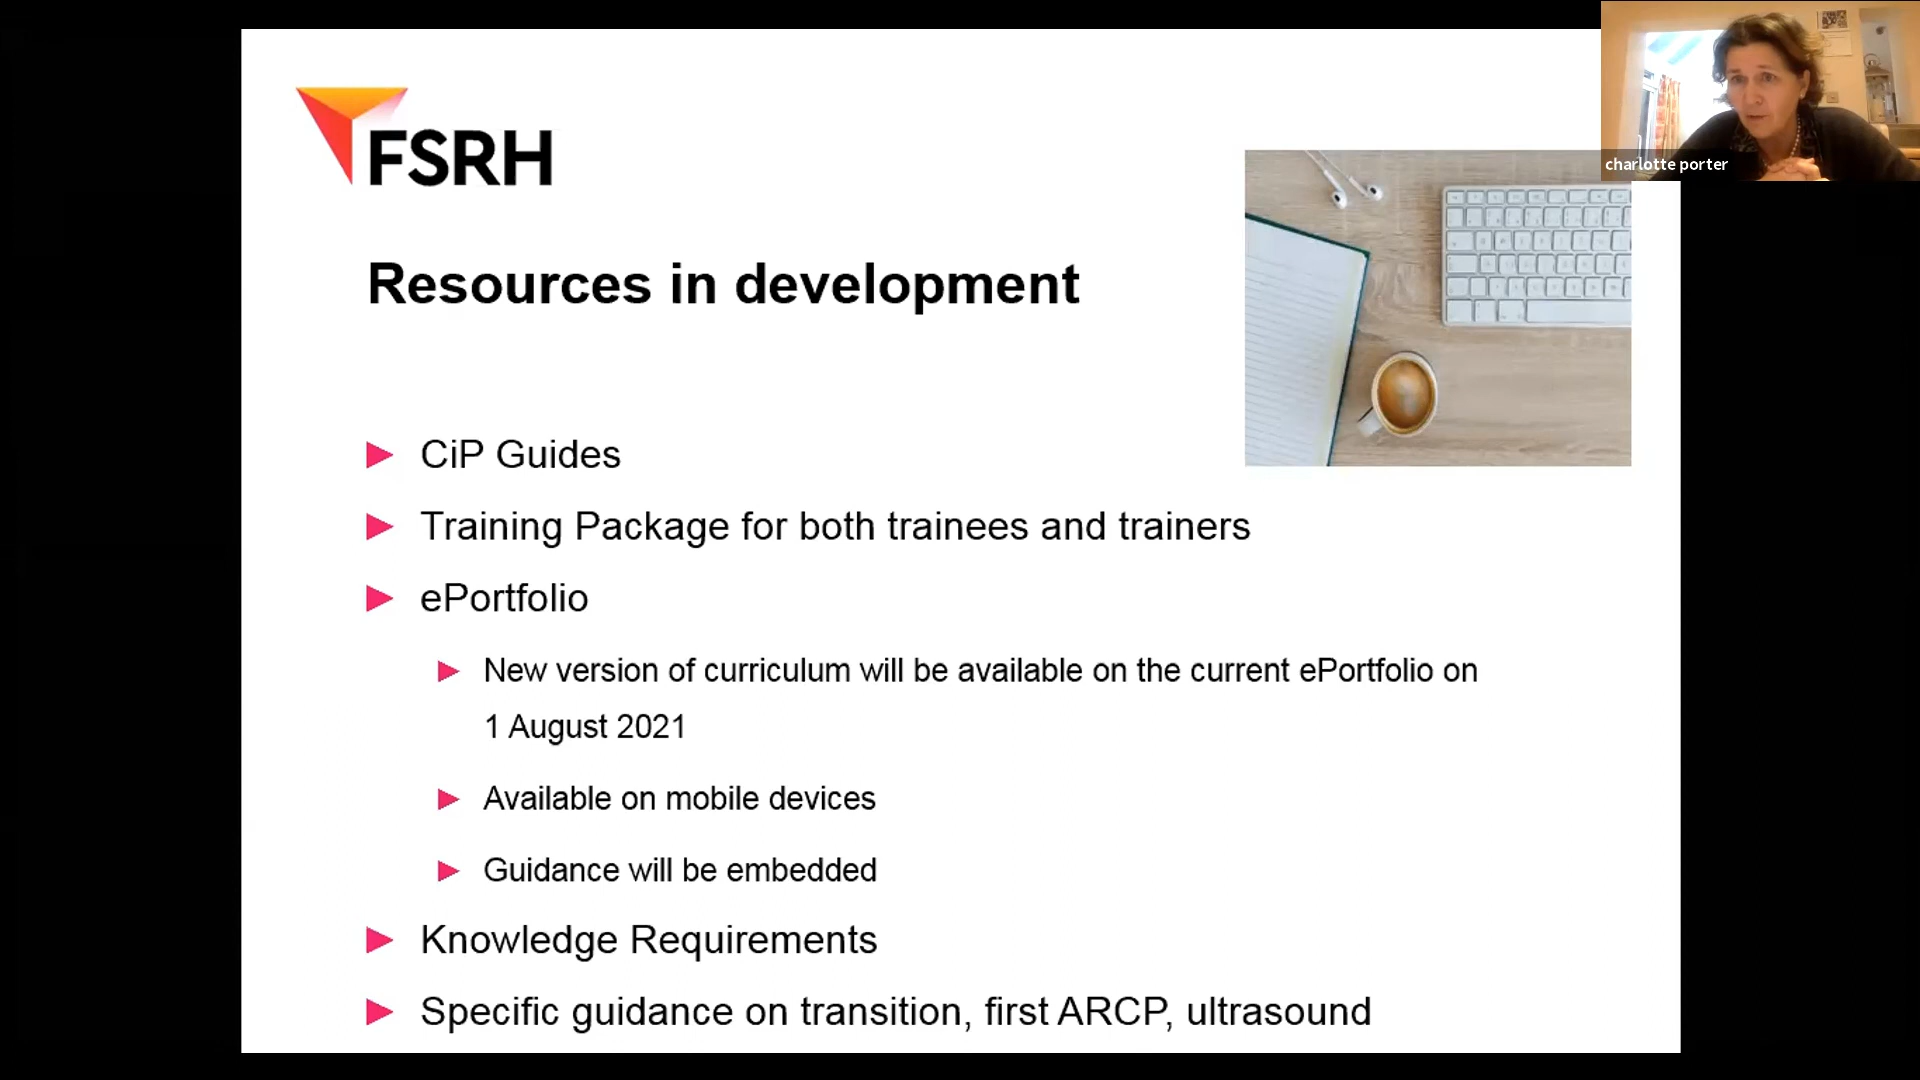 FSRH
charlotte porter
Resources in development
CiP Guides
Training Package for both trainees and trainers
ePortfolio
New version of curriculum will be available on the current ePortfolio on
1 August 2021
Available on mobile devices
Guidance will be embedded
Knowledge Requirements
Specific guidance on transition, first ARCP, ultrasound